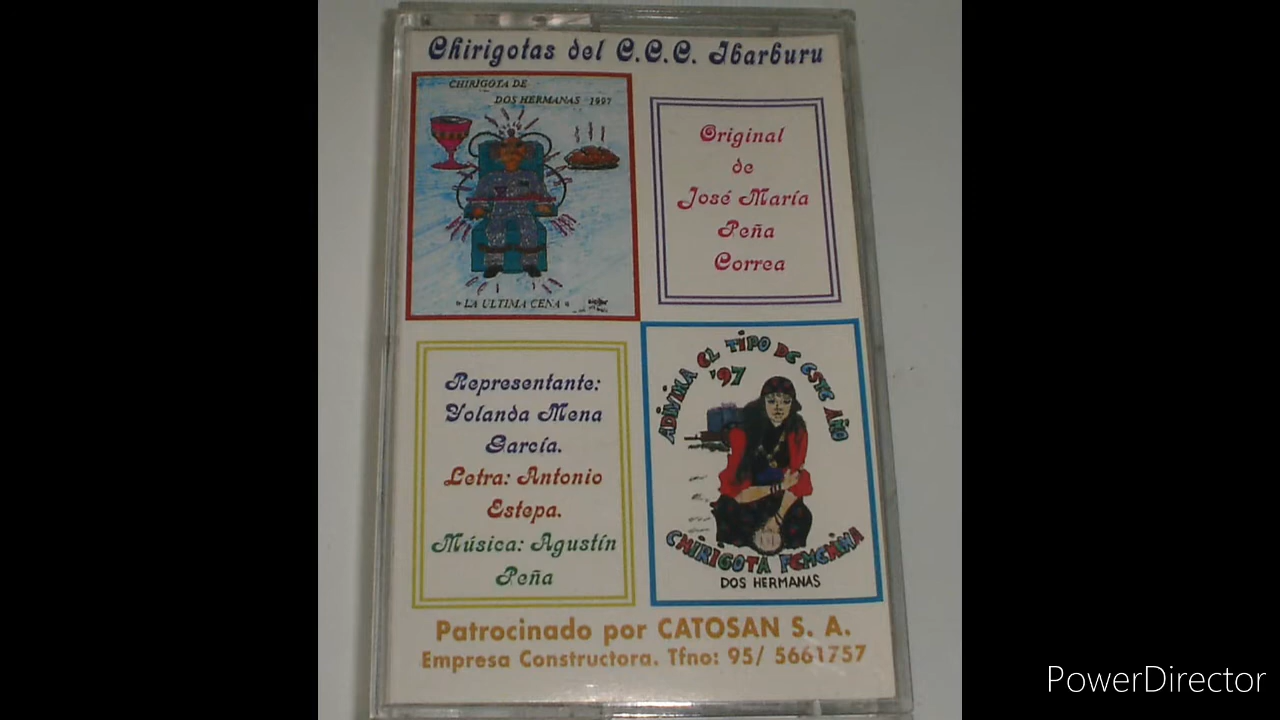 Chirigotas del C.C.C. Ibarburu
CHIRIGOTA DE
DOS HERMANAS 1997
"LA ULTIMA CENA"
Original
de
José María
Peña
Correa
Representante:
Yolanda Mena
García.
Letra: Antonio
Estepa.
Música: Agustín
Peña
ADIVINA EL TIPO DE ESTE AÑO
'97
CHIRIGOTA FEMENINA
DOS HERMANAS
Patrocinado por CATOSAN S. A.
Empresa Constructora. Tfno: 95/ 5661757
PowerDirector